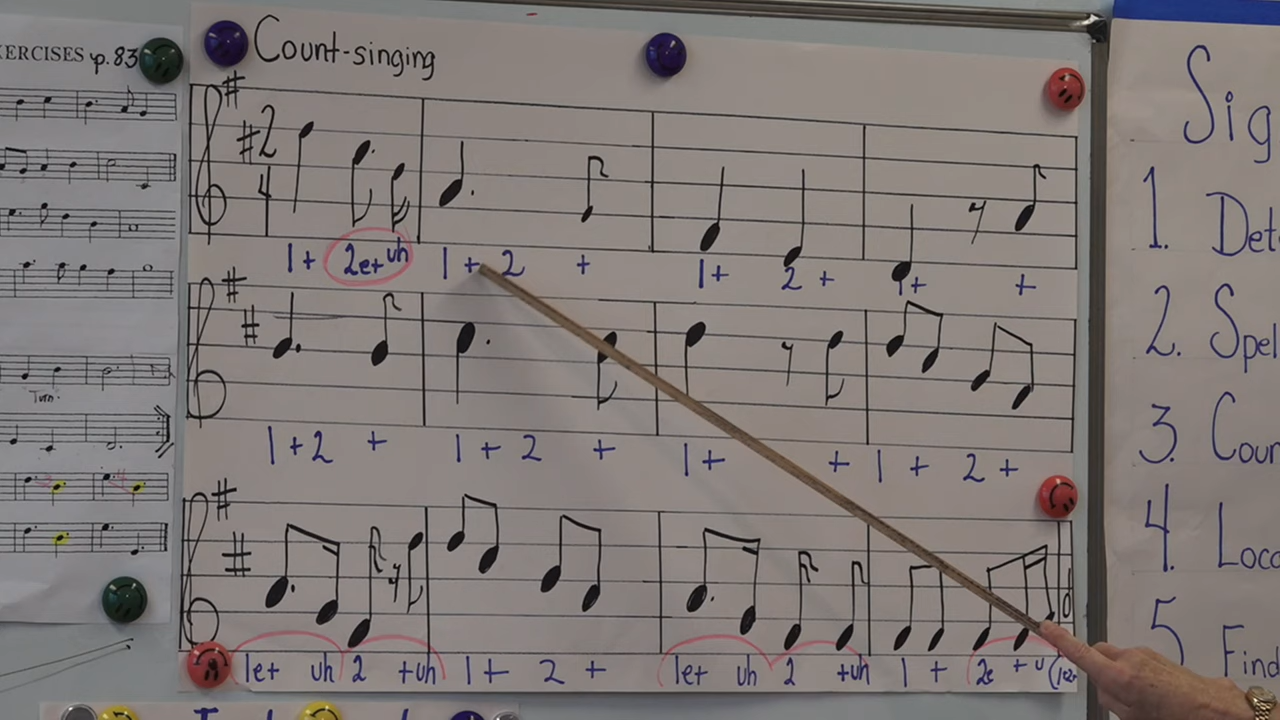 EXERCISES p.83
Count-singing
2
4
1+ 2e+uh 1 + 2 + 1+ 2 + 1+ +
1+2 + 1 + 2 + 1+ + 1 + 2 +
1e+ uh 2 +uh 1+ 2 + 1e+ uh 2 +uh 1 + 2e + u
Turn
Sig
1. Det
2. Spel
3. Coun
4. Loca
5. Find